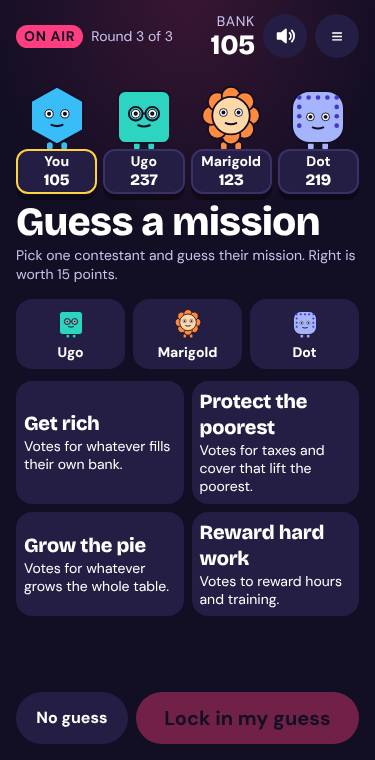 ON AIR
Round 3 of 3
BANK
105
You
105
Ugo
237
Marigold
123
Dot
219
Guess a mission
Pick one contestant and guess their mission. Right is
worth 15 points.
Ugo
Marigold
Dot
Get rich
Votes for whatever fills
their own bank.
Protect the
poorest
Votes for taxes and
cover that lift the
poorest.
Grow the pie
Votes for whatever
grows the whole table.
Reward hard
work
Votes to reward hours
and training.
No guess
Lock in my guess